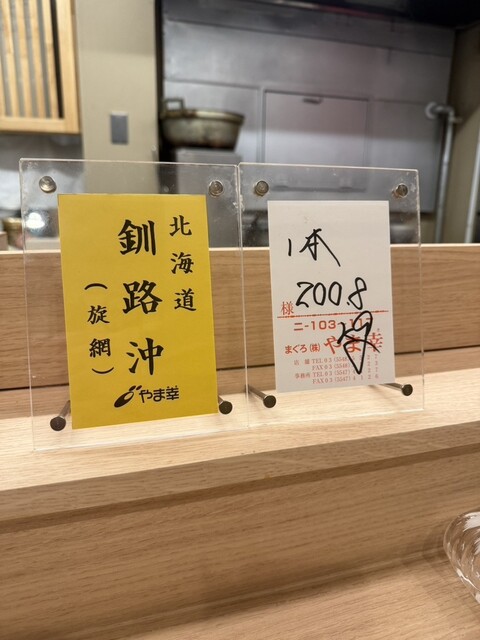 北海道
釧路沖
(旋網)
やま幸
1本
200.8
様
ニ-103
まぐろ(株)やま幸